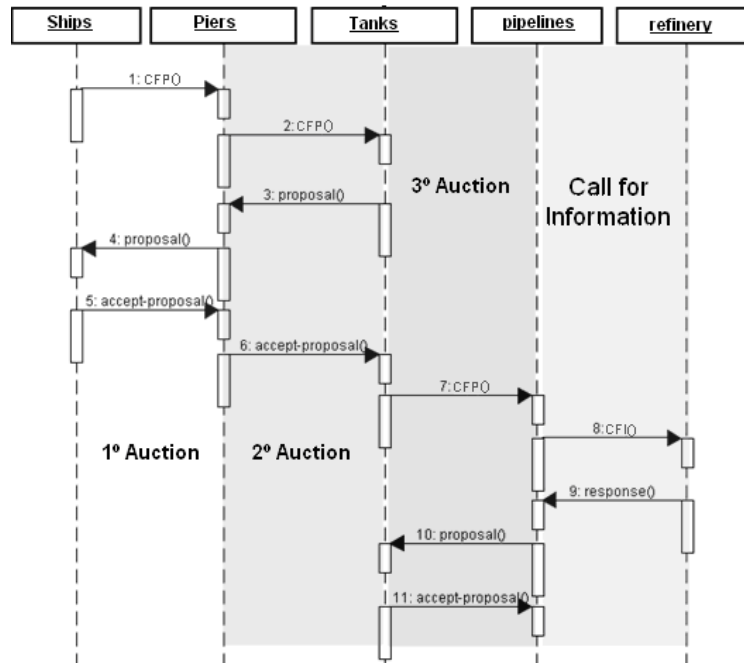 Ships
Piers
Tanks
pipelines
refinery
1: CFP()
2: CFP()
3: proposal()
3º Auction
Call for
Information
4: proposal()
5: accept-proposal()
6: accept-proposal()
7: CFP()
1º Auction
2º Auction
8: CFI()
9: response()
10: proposal()
11: accept-proposal()